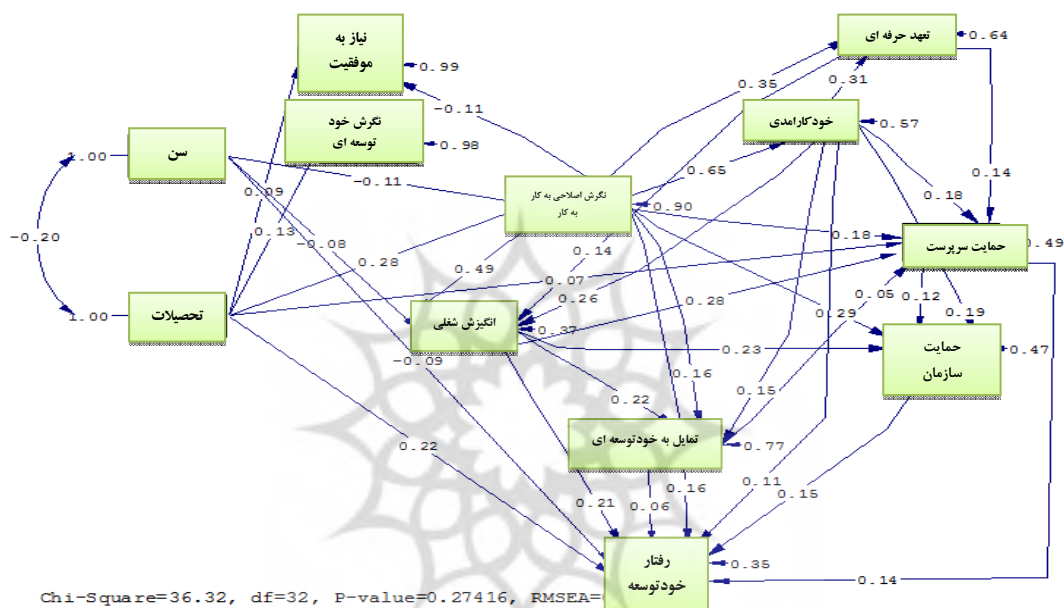 نیاز به
موفقیت
0.99
تعهد حرفه ای
0.64
نگرش خود
توسعه ای
0.98
خودکارامدی
0.57
سن
1.00
-0.20
تحصیلات
1.00
نگرش اصلاحی به کار
به کار
0.90
حمایت سرپرست
0.49
انگیزش شغلی
0.37
حمایت
سازمان
0.47
تمایل به خودتوسعه ای
0.77
رفتار
خودتوسعه
0.35
-0.11
0.35
0.31
0.65
-0.11
0.09
0.13
-0.08
0.28
0.49
0.07
0.14
0.26
0.18
0.18
0.14
0.28
0.05
0.12
0.19
0.29
0.23
-0.09
0.22
0.16
0.15
0.22
0.21
0.06
0.16
0.11
0.15
0.14
Chi-Square=36.32, df=32, P-value=0.27416, RMSEA=